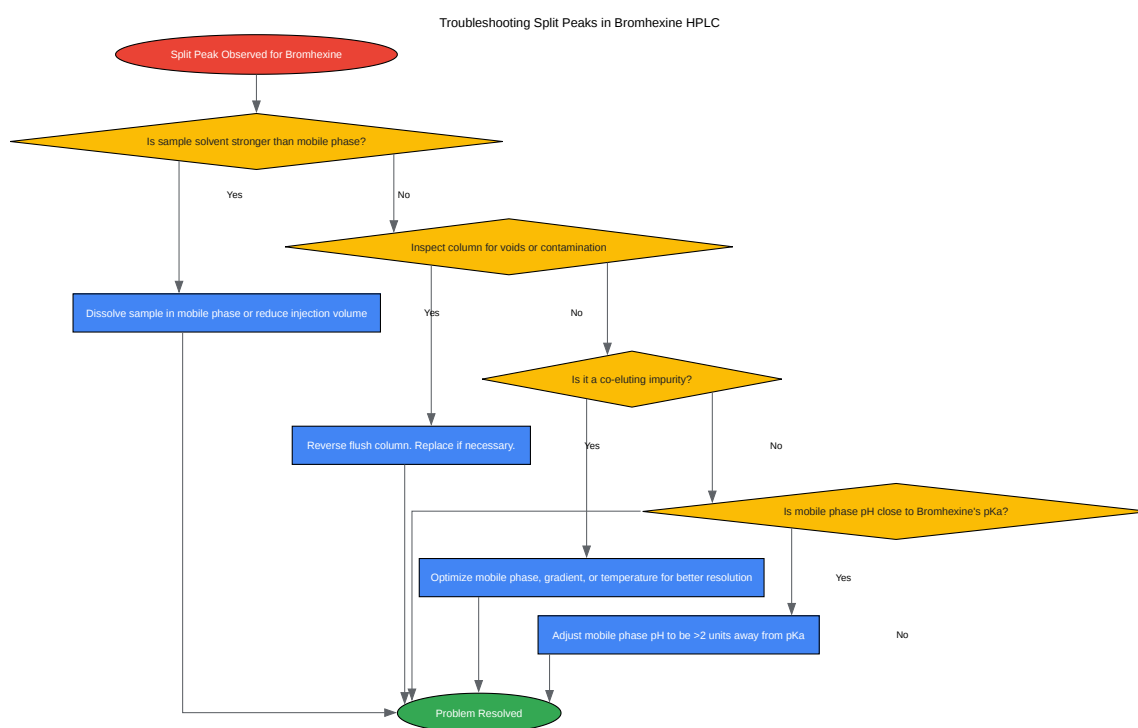 Troubleshooting Split Peaks in Bromhexine HPLC
Split Peak Observed for Bromhexine
Is sample solvent stronger than mobile phase?
Yes
No
Inspect column for voids or contamination
Dissolve sample in mobile phase or reduce injection volume
Yes
No
Is it a co-eluting impurity?
Reverse flush column. Replace if necessary.
Yes
No
Is mobile phase pH close to Bromhexine's pKa?
Optimize mobile phase, gradient, or temperature for better resolution
Yes
Adjust mobile phase pH to be >2 units away from pKa
No
Problem Resolved